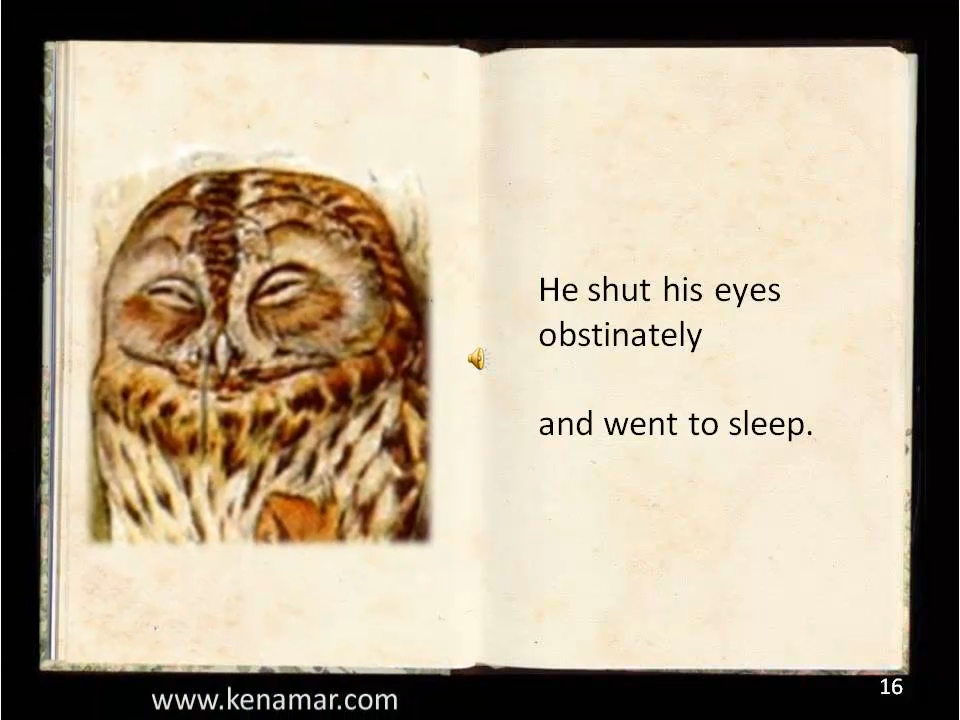 He shut his eyes
obstinately
and went to sleep.
www.kenamar.com
16